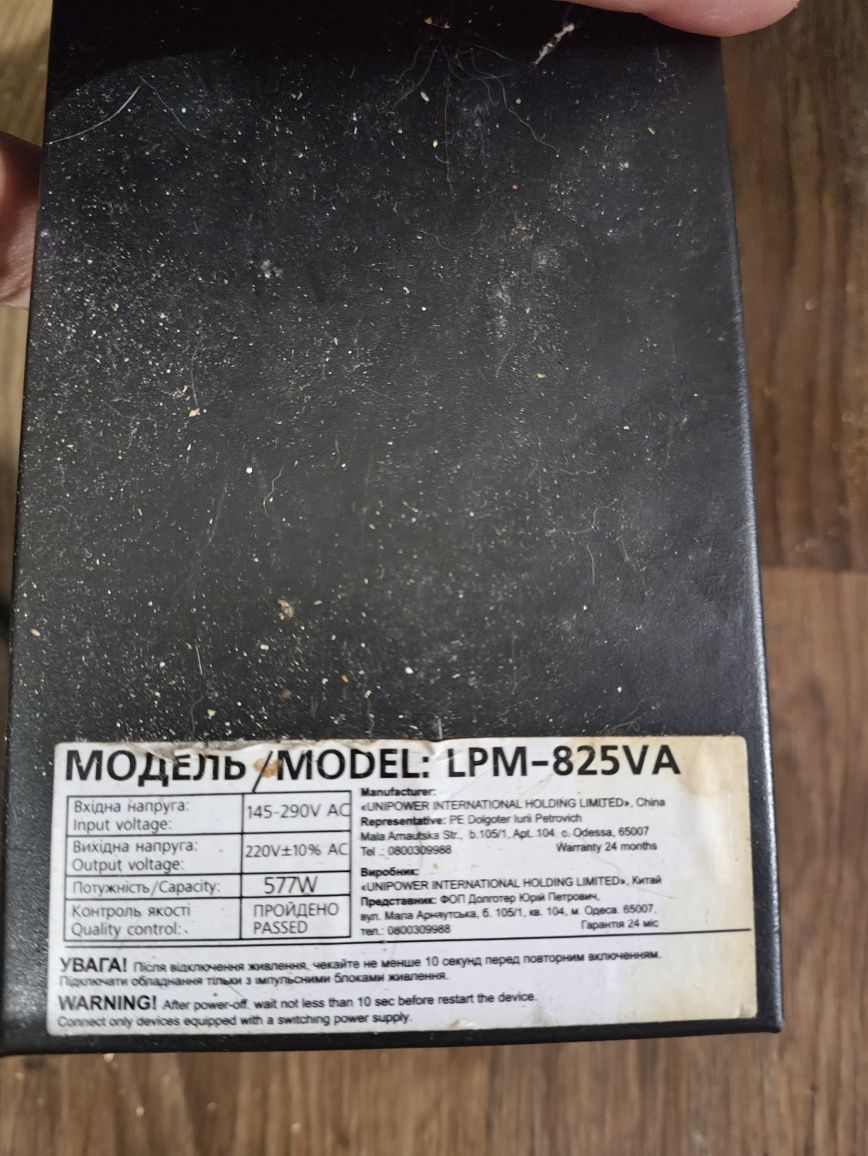 МОДЕЛЬ/MODEL: LPM-825VA
Вхідна напруга:
Input voltage:
145-290V AC
Вихідна напруга:
Output voltage:
220V±10% AC
Потужність/Capacity:
577W
Контроль якості
Quality control:
ПРОЙДЕНО
PASSED
Manufacturer:
«UNIPOWER INTERNATIONAL HOLDING LIMITED», China
Representative: PE Dolgoter Iurii Petrovich
Mala Arnautska Str., b.105/1, Apt. 104, c. Odessa, 65007
Tel .: 0800309988 Warranty 24 months
Виробник:
«UNIPOWER INTERNATIONAL HOLDING LIMITED», Китай
Представник: ФОП Долготер Юрій Петрович,
вул. Мала Арнаутська, б. 105/1, кв. 104, м. Одеса. 65007.
тел.: 0800309988 Гарантія 24 міс
УВАГА! Після відключення живлення, чекайте не менше 10 секунд перед повторним включенням.
Підключати обладнання тільки з імпульсними блоками живлення.
WARNING! After power-off. wait not less than 10 sec before restart the device.
Connect only devices equipped with a switching power supply.